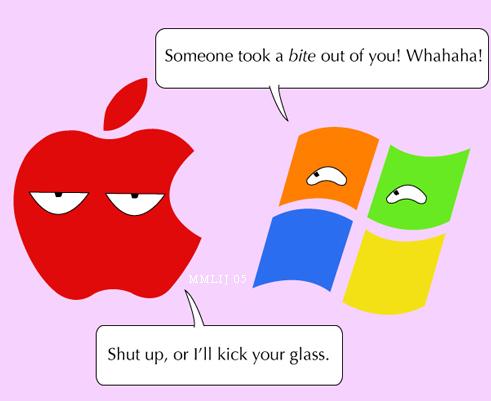 Someone took a bite out of you! Whahaha!
MMLIJ 05
Shut up, or I'll kick your glass.